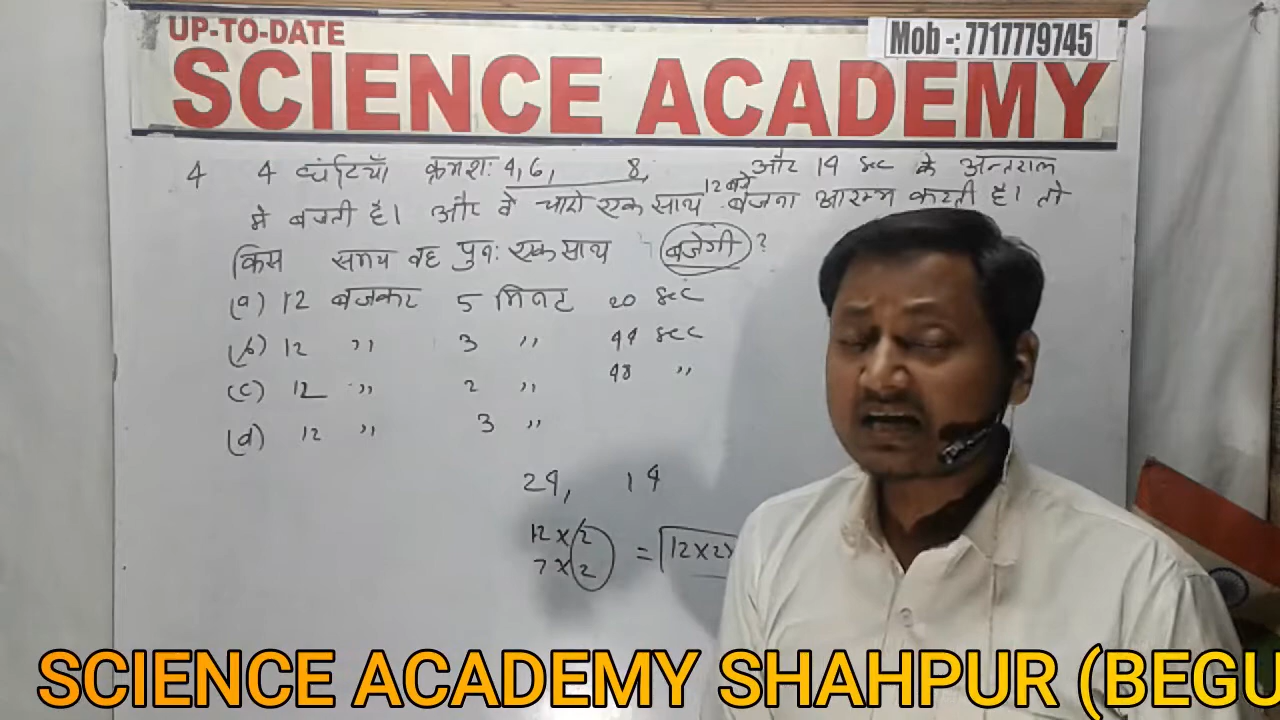 UP-TO-DATE
Mob -: 7717779745
SCIENCE ACADEMY
4 4 घंटियाँ क्रमशः 4, 6, 8, और 14 sec के अन्तराल
मे बजती है। और वे चारो एक साथ 12 बजे बजना आरम्भ करती है। तो
किस समय वह पुनः एक साथ बजेगी ?
(a) 12 बजकर 5 मिनट 20 sec
(b) 12 ,, 3 ,, 44 sec
(c) 12 ,, 2 ,, 48 ,,
(d) 12 ,, 3 ,,
24, 14
12 × 2
7 × 2
= 12×2×
SCIENCE ACADEMY SHAHPUR (BEGU